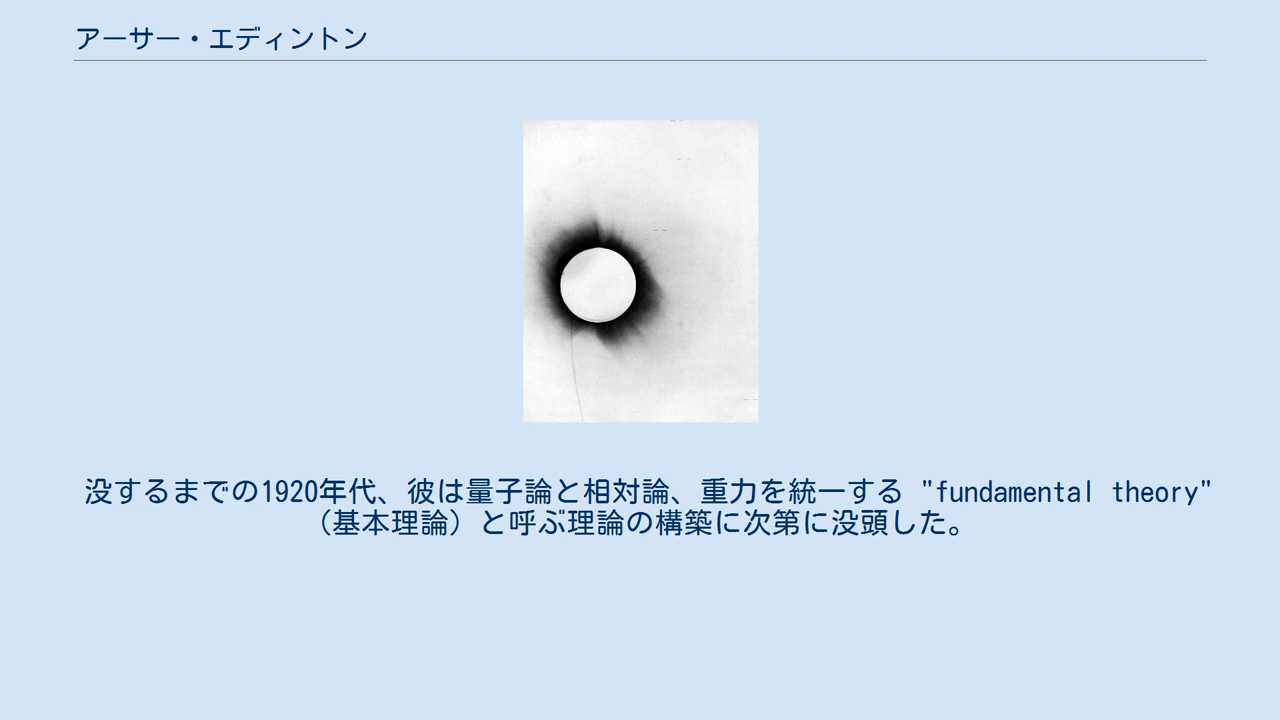 アーサー・エディントン
没するまでの1920年代、彼は量子論と相対論、重力を統一する "fundamental theory"
（基本理論）と呼ぶ理論の構築に次第に没頭した。